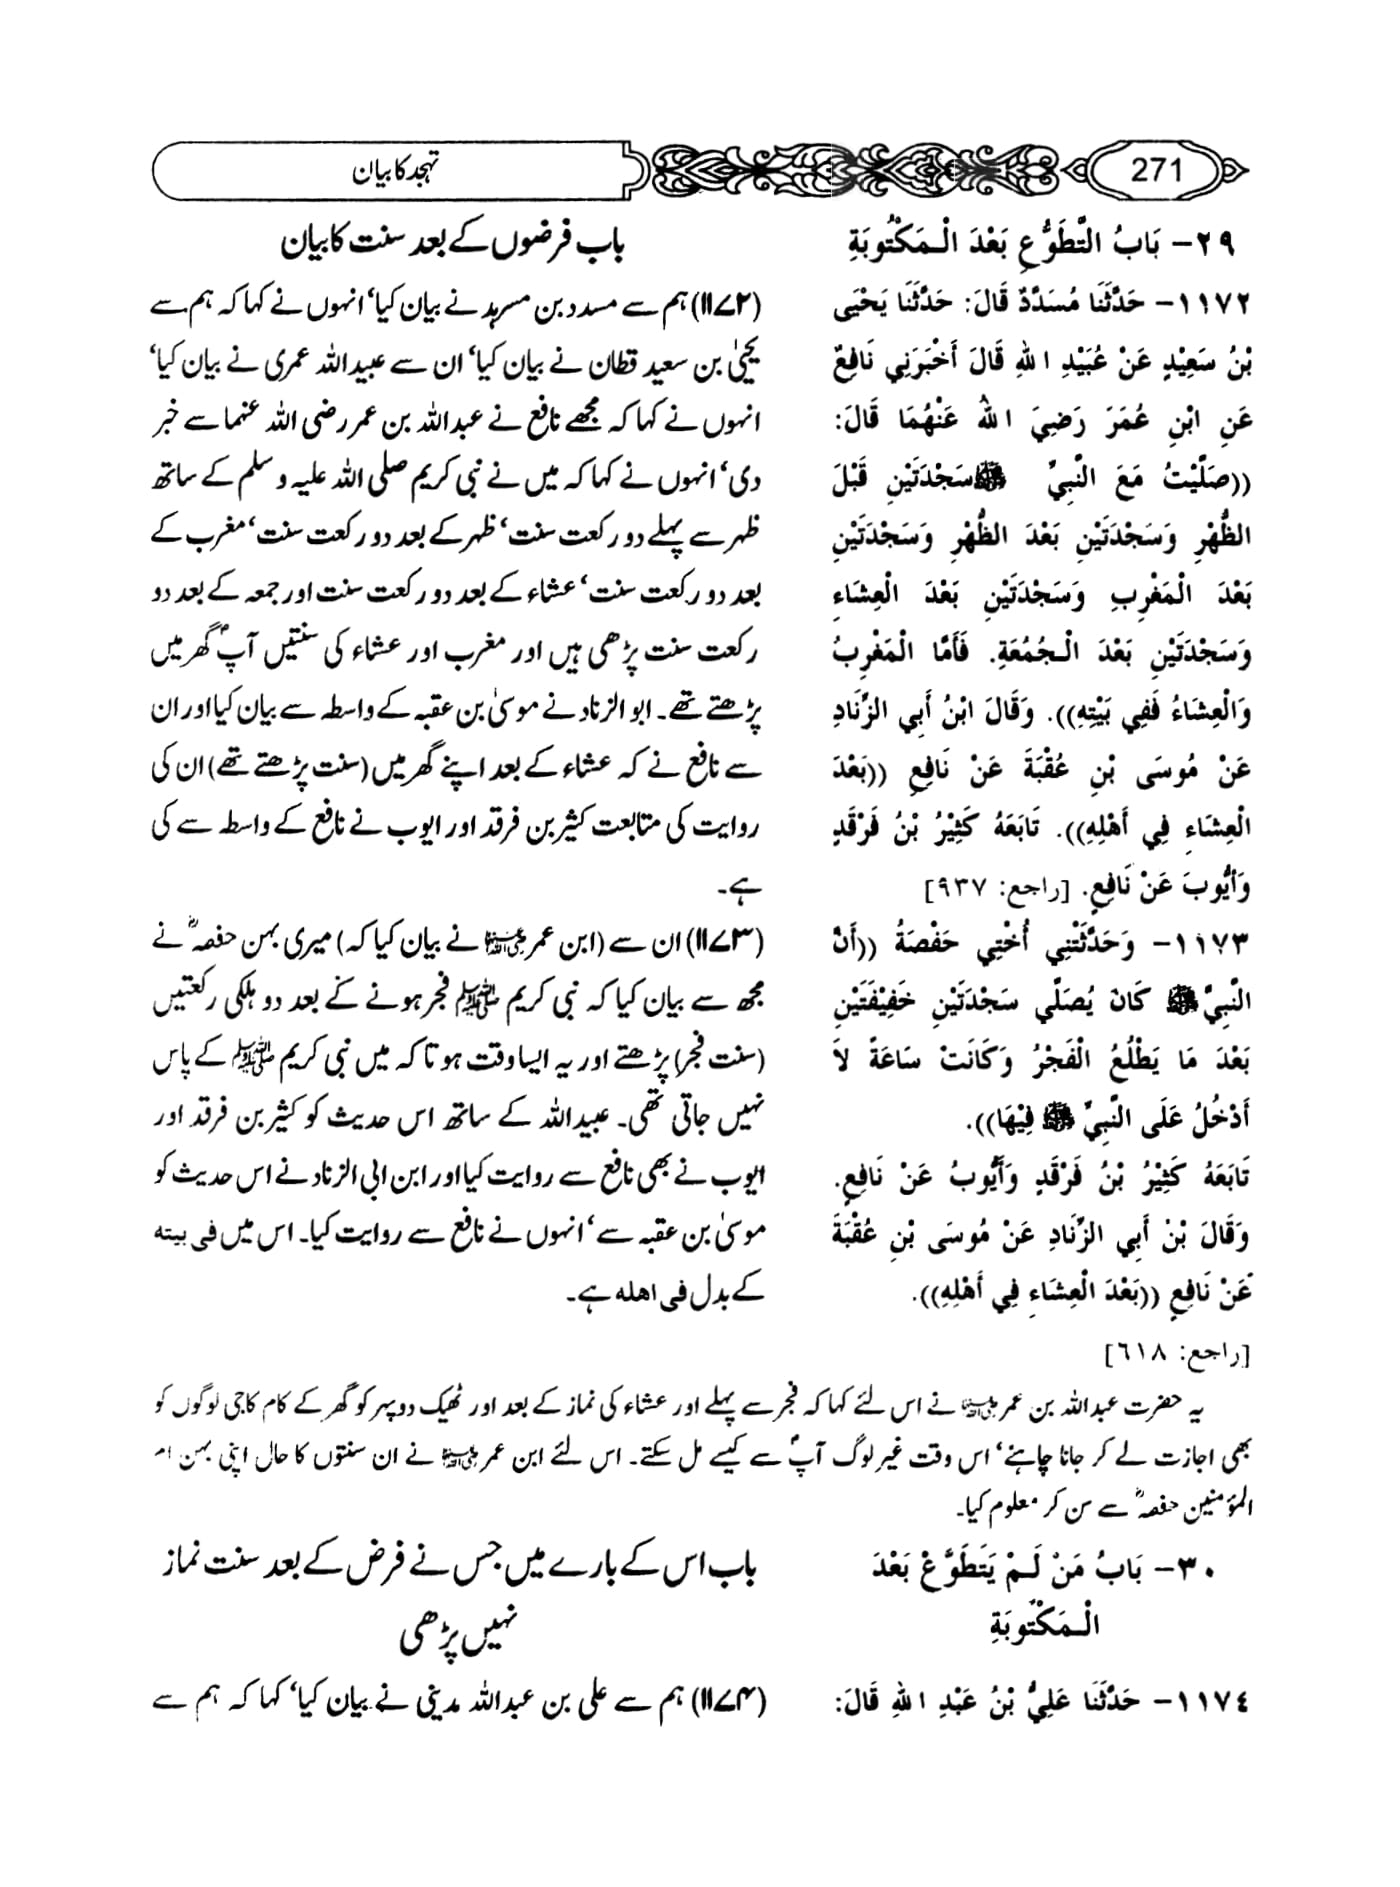 271
تہجد کا بیان
٢٩- بَابُ التَّطَوُّعِ بَعْدَ الْـمَكْتُوبَةِ
١١٧٢- حَدَّثَنَا مُسَدَّدٌ قَالَ: حَدَّثَنَا يَحْيَى
بْنُ سَعِيْدٍ عَنْ عُبَيْدِ اللهِ قَالَ أَخْبَرَنِي نَافِعٌ
عَنِ ابْنِ عُمَرَ رَضِيَ اللهُ عَنْهُمَا قَالَ:
((صَلَّيْتُ مَعَ النَّبِيِّ ﷺ سَجْدَتَيْنِ قَبْلَ
الظُّهْرِ وَسَجْدَتَيْنِ بَعْدَ الظُّهْرِ وَسَجْدَتَيْنِ
بَعْدَ الْمَغْرِبِ وَسَجْدَتَيْنِ بَعْدَ الْعِشَاءِ
وَسَجْدَتَيْنِ بَعْدَ الْـجُمُعَةِ. فَأَمَّا الْمَغْرِبُ
وَالْعِشَاءُ فَفِي بَيْتِهِ)). وَقَالَ ابْنُ أَبِي الزِّنَادِ
عَنْ مُوسَى بْنِ عُقْبَةَ عَنْ نَافِعٍ ((بَعْدَ
الْعِشَاءِ فِي أَهْلِهِ)). تَابَعَهُ كَثِيْرُ بْنُ فَرْقَدٍ
وَأَيُّوبَ عَنْ نَافِعٍ. [راجع: ٩٣٧]
١١٧٣- وَحَدَّثَتْنِي أُخْتِي حَفْصَةُ ((أَنَّ
النَّبِيَّ ﷺ كَانَ يُصَلِّي سَجْدَتَيْنِ خَفِيْفَتَيْنِ
بَعْدَ مَا يَطْلُعُ الْفَجْرُ وَكَانَتْ سَاعَةً لاَ
أَدْخُلُ عَلَى النَّبِيِّ ﷺ فِيْهَا)).
تَابَعَهُ كَثِيْرُ بْنُ فَرْقَدٍ وَأَيُّوبُ عَنْ نَافِعٍ.
وَقَالَ بْنُ أَبِي الزِّنَادِ عَنْ مُوسَى بْنِ عُقْبَةَ
عَنْ نَافِعٍ ((بَعْدَ الْعِشَاءِ فِي أَهْلِهِ)).
[راجع: ٦١٨]
باب فرضوں کے بعد سنت کا بیان
(۱۱۷۲) ہم سے مسدد بن مسرہد نے بیان کیا‘ انہوں نے کہا کہ ہم سے
یحییٰ بن سعید قطان نے بیان کیا‘ ان سے عبیداللہ عمری نے بیان کیا‘
انہوں نے کہا کہ مجھے نافع نے عبداللہ بن عمر رضی اللہ عنہما سے خبر
دی‘ انہوں نے کہا کہ میں نے نبی کریم صلی اللہ علیہ و سلم کے ساتھ
ظہر سے پہلے دو رکعت سنت‘ ظہر کے بعد دو رکعت سنت‘ مغرب کے
بعد دو رکعت سنت‘ عشاء کے بعد دو رکعت سنت اور جمعہ کے بعد دو
رکعت سنت پڑھی ہیں اور مغرب اور عشاء کی سنتیں آپؐ گھر میں
پڑھتے تھے۔ ابوالزناد نے موسیٰ بن عقبہ کے واسطہ سے بیان کیا اور ان
سے نافع نے کہ عشاء کے بعد اپنے گھر میں (سنت پڑھتے تھے) ان کی
روایت کی متابعت کثیر بن فرقد اور ایوب نے نافع کے واسطہ سے کی
ہے۔
(۱۱۷۳) ان سے (ابن عمر رضی اللہ عنہما نے بیان کیا کہ) میری بہن حفصہؓ نے
مجھ سے بیان کیا کہ نبی کریم ﷺ فجر ہونے کے بعد دو ہلکی رکعتیں
(سنت فجر) پڑھتے اور یہ ایسا وقت ہوتا کہ میں نبی کریم ﷺ کے پاس
نہیں جاتی تھی۔ عبیداللہ کے ساتھ اس حدیث کو کثیر بن فرقد اور
ایوب نے بھی نافع سے روایت کیا اور ابن ابی الزناد نے اس حدیث کو
موسیٰ بن عقبہ سے‘ انہوں نے نافع سے روایت کیا۔ اس میں فی بیته
کے بدل فی اهله ہے۔
یہ حضرت عبداللہ بن عمر رضی اللہ عنہما نے اس لئے کہا کہ فجر سے پہلے اور عشاء کی نماز کے بعد اور ٹھیک دوپہر کو گھر کے کام کاجی لوگوں کو
بھی اجازت لے کر جانا چاہئے‘ اس وقت غیر لوگ آپؐ سے کیسے مل سکتے۔ اس لئے ابن عمر رضی اللہ عنہما نے ان سنتوں کا حال اپنی بہن ام
المؤمنین حفصہؓ سے سن کر معلوم کیا۔
٣٠- بَابُ مَنْ لَـمْ يَتَطَوَّعْ بَعْدَ
الْـمَكْتُوبَةِ
باب اس کے بارے میں جس نے فرض کے بعد سنت نماز
نہیں پڑھی
١١٧٤- حَدَّثَنَا عَلِيُّ بْنُ عَبْدِ اللهِ قَالَ:
(۱۱۷۴) ہم سے علی بن عبداللہ مدینی نے بیان کیا‘ کہا کہ ہم سے